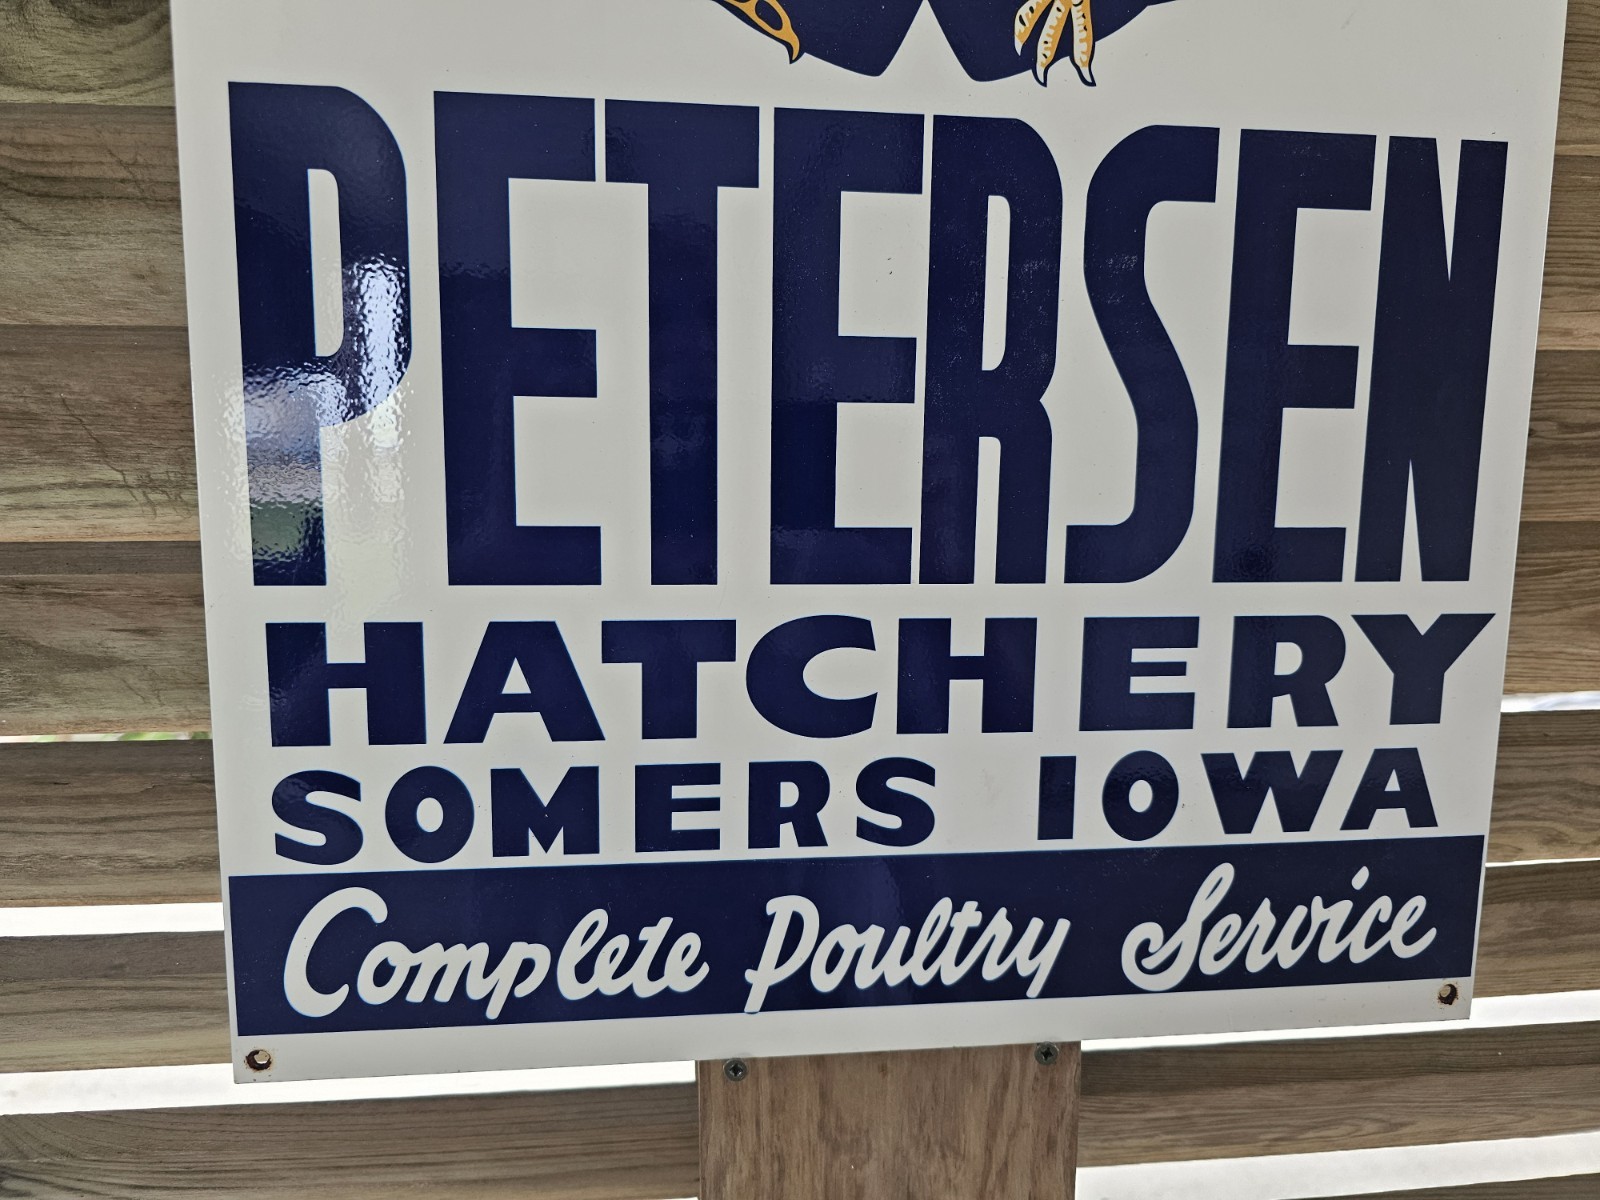 PETERSEN
HATCHERY
SOMERS IOWA
Complete Poultry Service